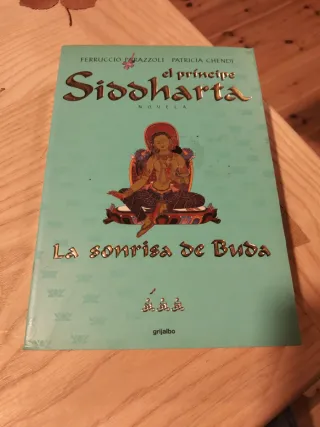 FERRUCCIO PARAZZOLI PATRICIA CHENDI
el príncipe
Siddharta
NOVELA
La sonrisa de Buda
grijalbo